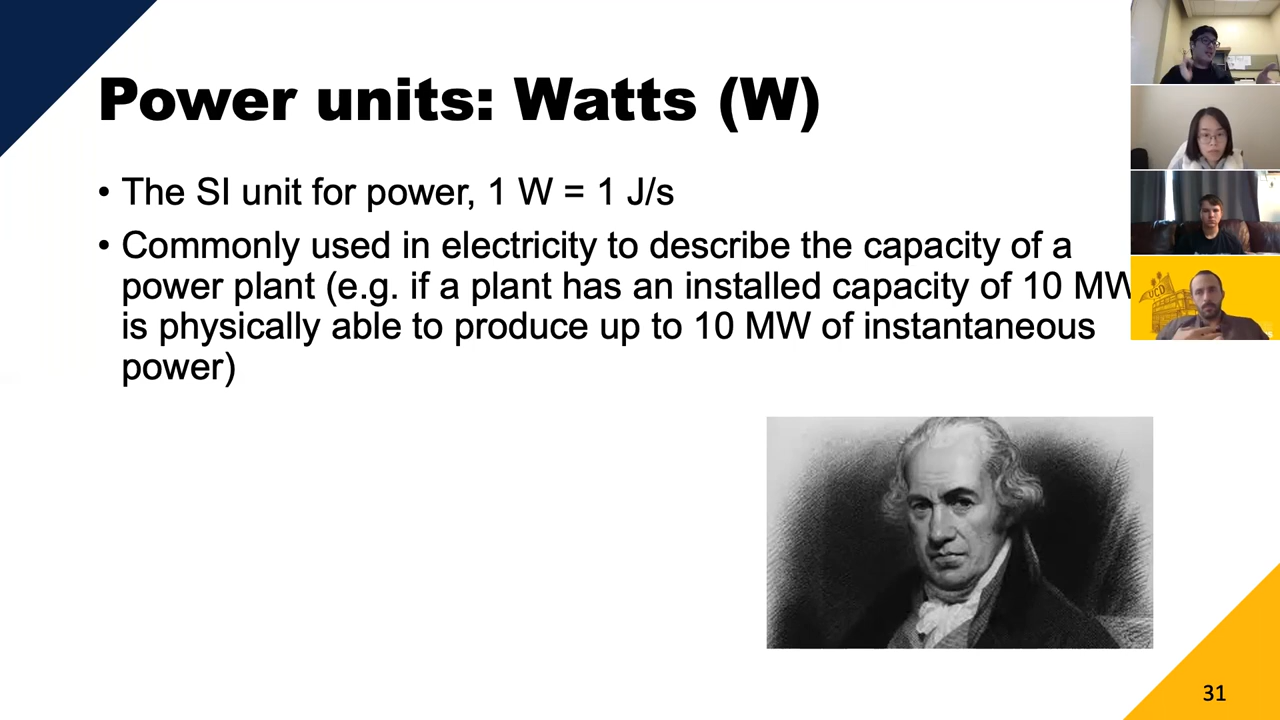 Power units: Watts (W)
• The SI unit for power, 1 W = 1 J/s
• Commonly used in electricity to describe the capacity of a
power plant (e.g. if a plant has an installed capacity of 10 MW
is physically able to produce up to 10 MW of instantaneous
power)
UCD
31